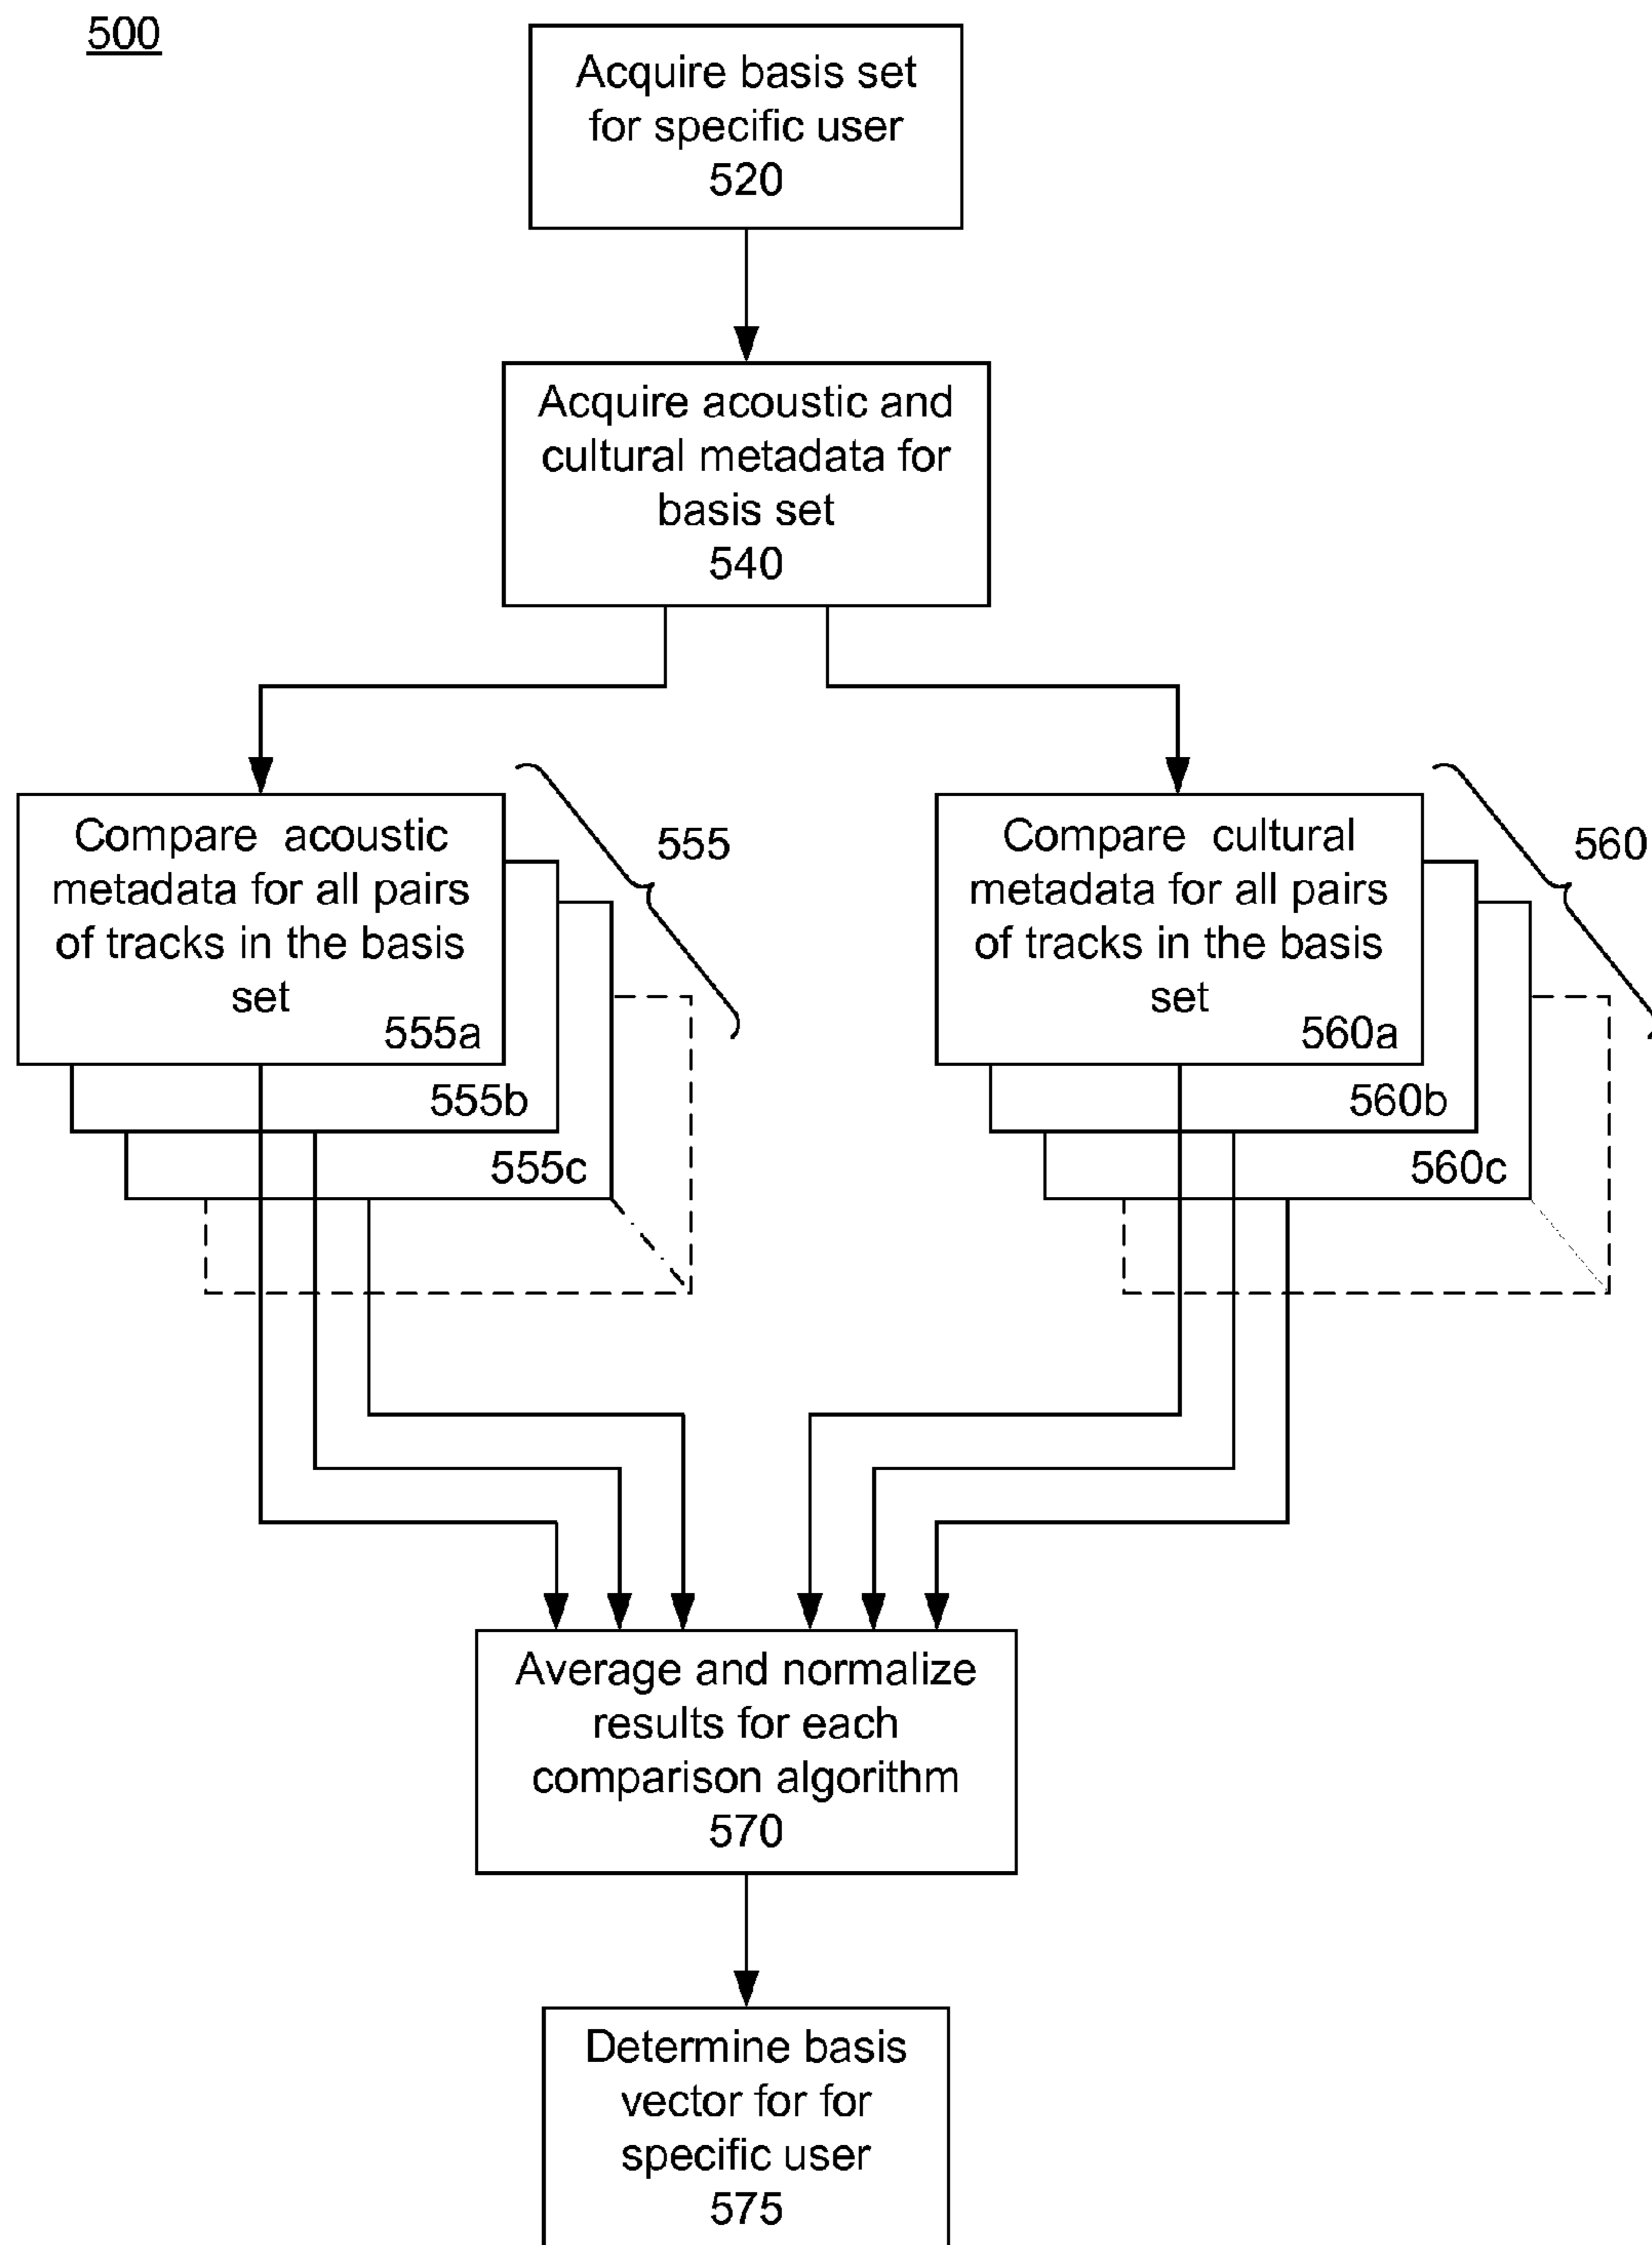 500
Acquire basis set
for specific user
520
Acquire acoustic and
cultural metadata for
basis set
540
Compare acoustic
metadata for all pairs
of tracks in the basis
set
555a
555b
555c
555
Compare cultural
metadata for all pairs
of tracks in the basis
set
560a
560b
560c
560
Average and normalize
results for each
comparison algorithm
570
Determine basis
vector for for
specific user
575